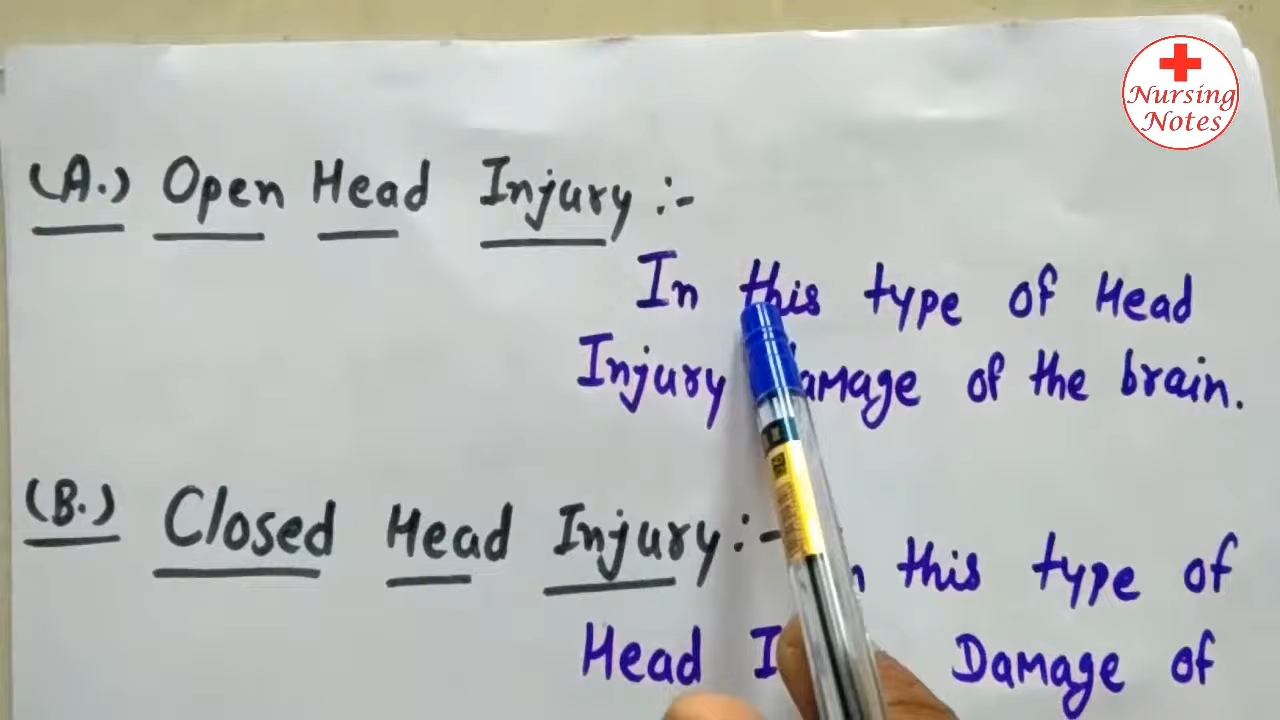 Nursing
Notes
(A.) Open Head Injury :-
In this type of Head
Injury damage of the brain.
(B.) Closed Head Injury :-
this type of
Head Damage of